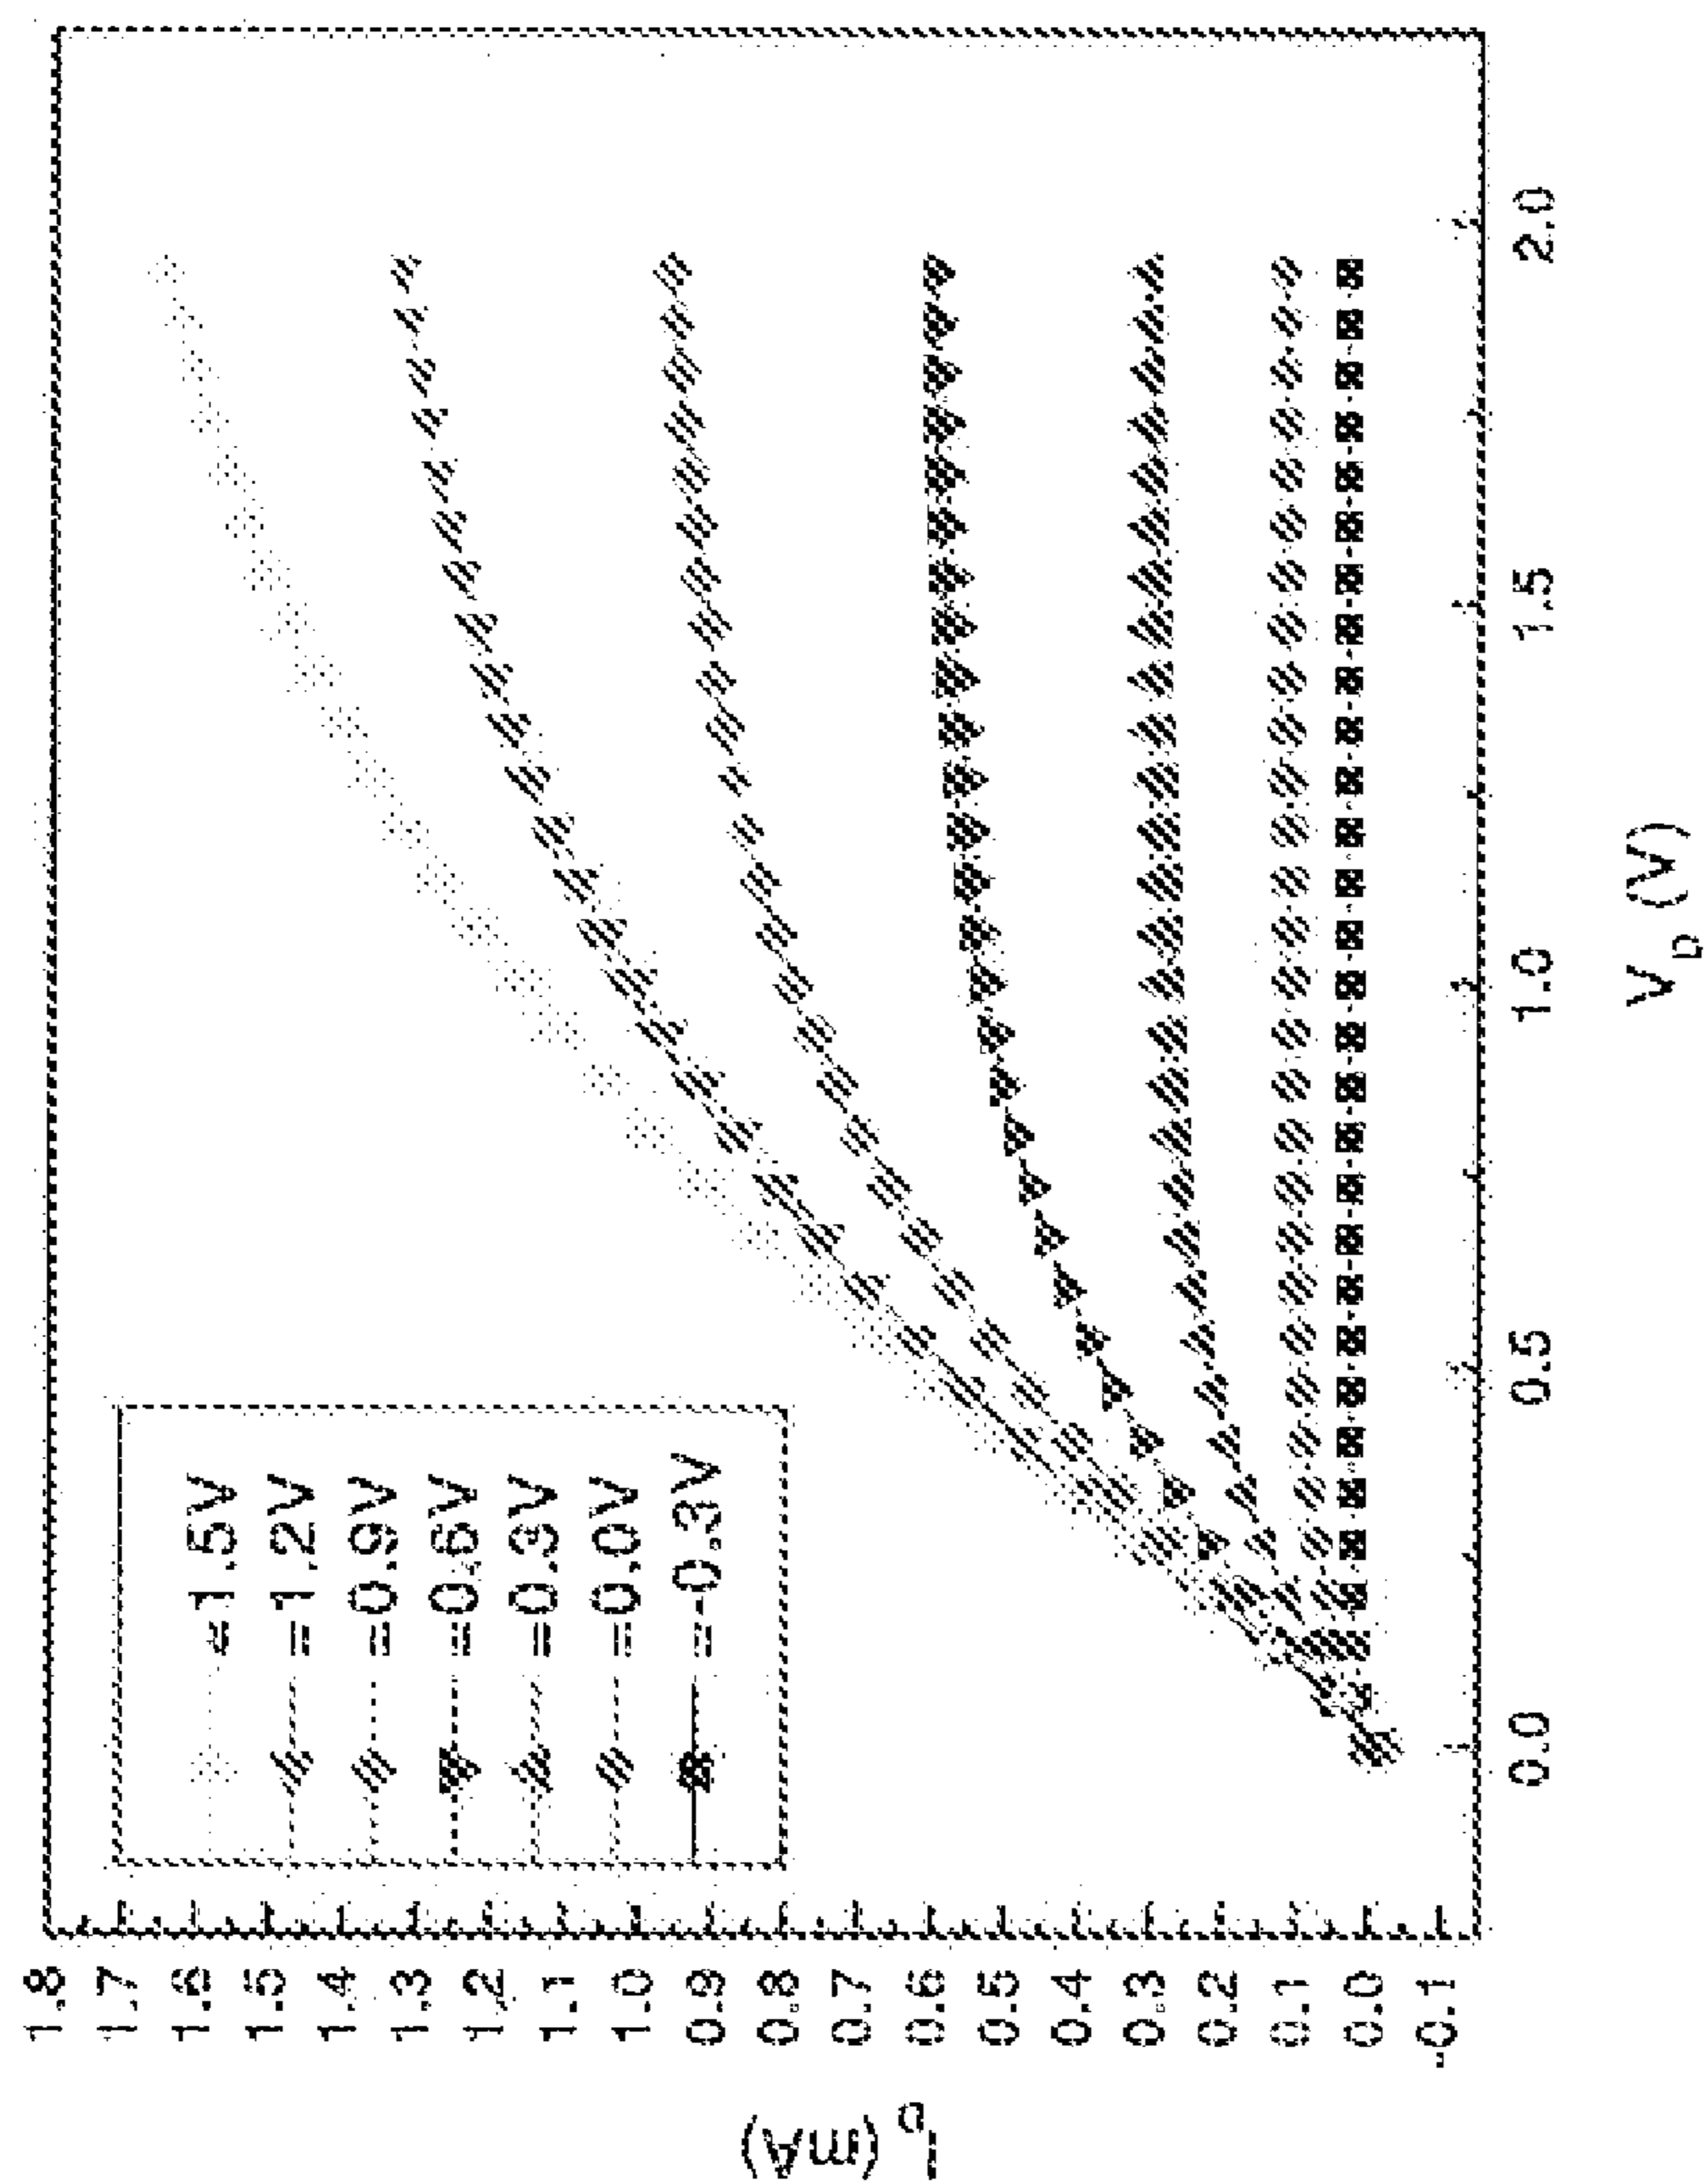 I_D (mA)
1.8
1.7
1.6
1.5
1.4
1.3
1.2
1.1
1.0
0.9
0.8
0.7
0.6
0.5
0.4
0.3
0.2
0.1
0.0
-0.1
=1.5V
=1.2V
=0.9V
=0.6V
=0.3V
=0.0V
=-0.3V
0.0 0.5 1.0 1.5 2.0
V_D (V)